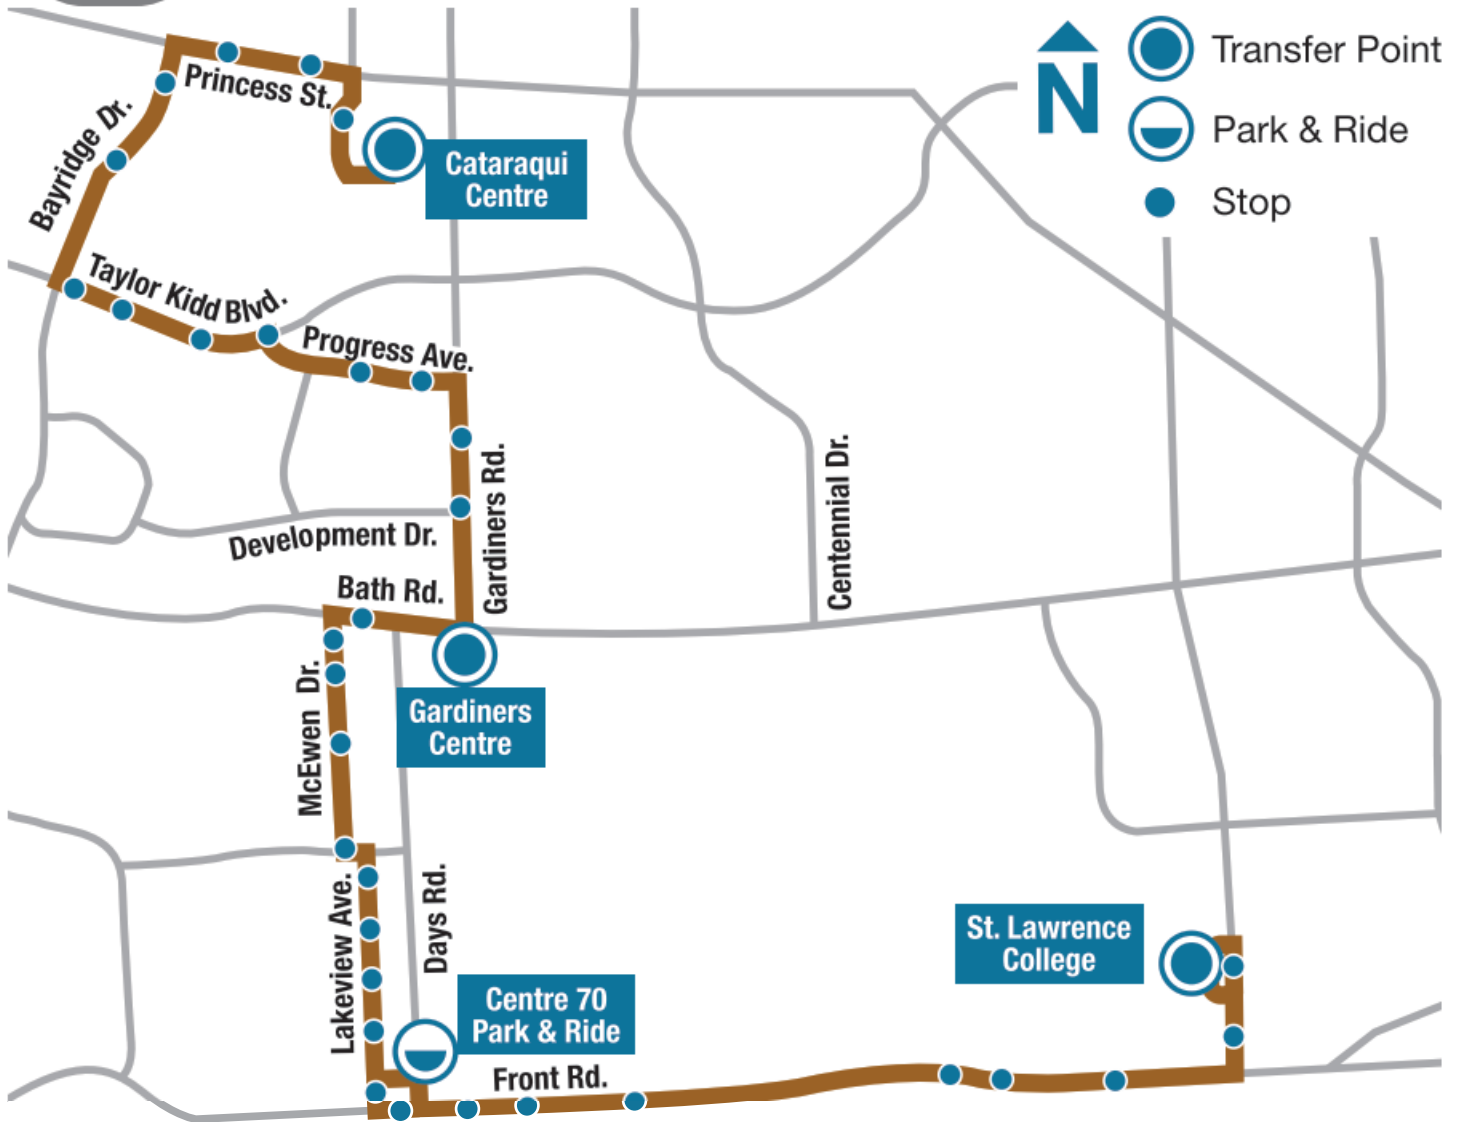 Transfer Point
N
Park & Ride
Stop
Princess St.
Bayridge Dr.
Cataraqui
Centre
Taylor Kidd Blvd.
Progress Ave.
Gardiners Rd.
Centennial Dr.
Development Dr.
Bath Rd.
McEwen Dr.
Gardiners
Centre
Lakeview Ave.
Days Rd.
St. Lawrence
College
Centre 70
Park & Ride
Front Rd.